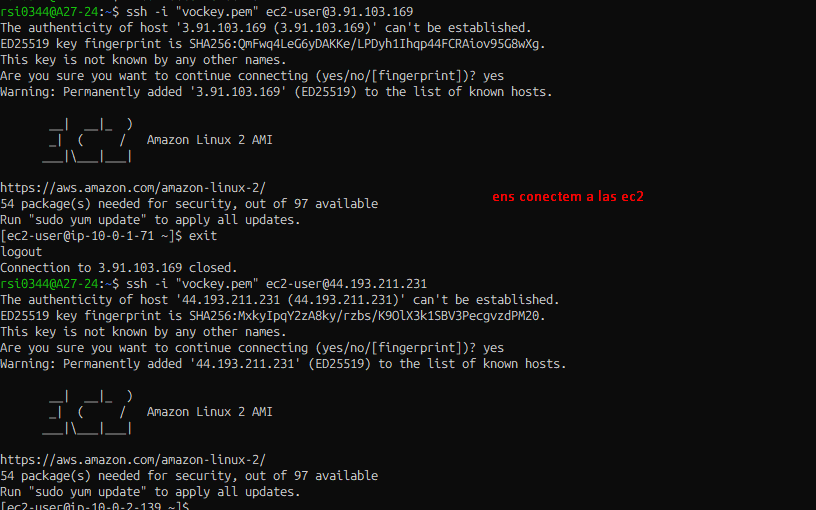 rsi0344@A27-24:~$ ssh -i "vockey.pem" ec2-user@3.91.103.169
The authenticity of host '3.91.103.169 (3.91.103.169)' can't be established.
ED25519 key fingerprint is SHA256:QmFwq4LeG6yDAKKe/LPDyh1Ihqp44FCRAiov95G8wXg.
This key is not known by any other names.
Are you sure you want to continue connecting (yes/no/[fingerprint])? yes
Warning: Permanently added '3.91.103.169' (ED25519) to the list of known hosts.
       __|  __|_  )
       _|  (     /   Amazon Linux 2 AMI
      ___|\___|___|
https://aws.amazon.com/amazon-linux-2/
54 package(s) needed for security, out of 97 available
ens conectem a las ec2
Run "sudo yum update" to apply all updates.
[ec2-user@ip-10-0-1-71 ~]$ exit
logout
Connection to 3.91.103.169 closed.
rsi0344@A27-24:~$ ssh -i "vockey.pem" ec2-user@44.193.211.231
The authenticity of host '44.193.211.231 (44.193.211.231)' can't be established.
ED25519 key fingerprint is SHA256:MxkyIpqY2zA8ky/rzbs/K9OlX3k1SBV3PecgvzdPM20.
This key is not known by any other names.
Are you sure you want to continue connecting (yes/no/[fingerprint])? yes
Warning: Permanently added '44.193.211.231' (ED25519) to the list of known hosts.
       __|  __|_  )
       _|  (     /   Amazon Linux 2 AMI
      ___|\___|___|
https://aws.amazon.com/amazon-linux-2/
54 package(s) needed for security, out of 97 available
Run "sudo yum update" to apply all updates.
[ec2-user@ip-10-0-2-139 ~]$